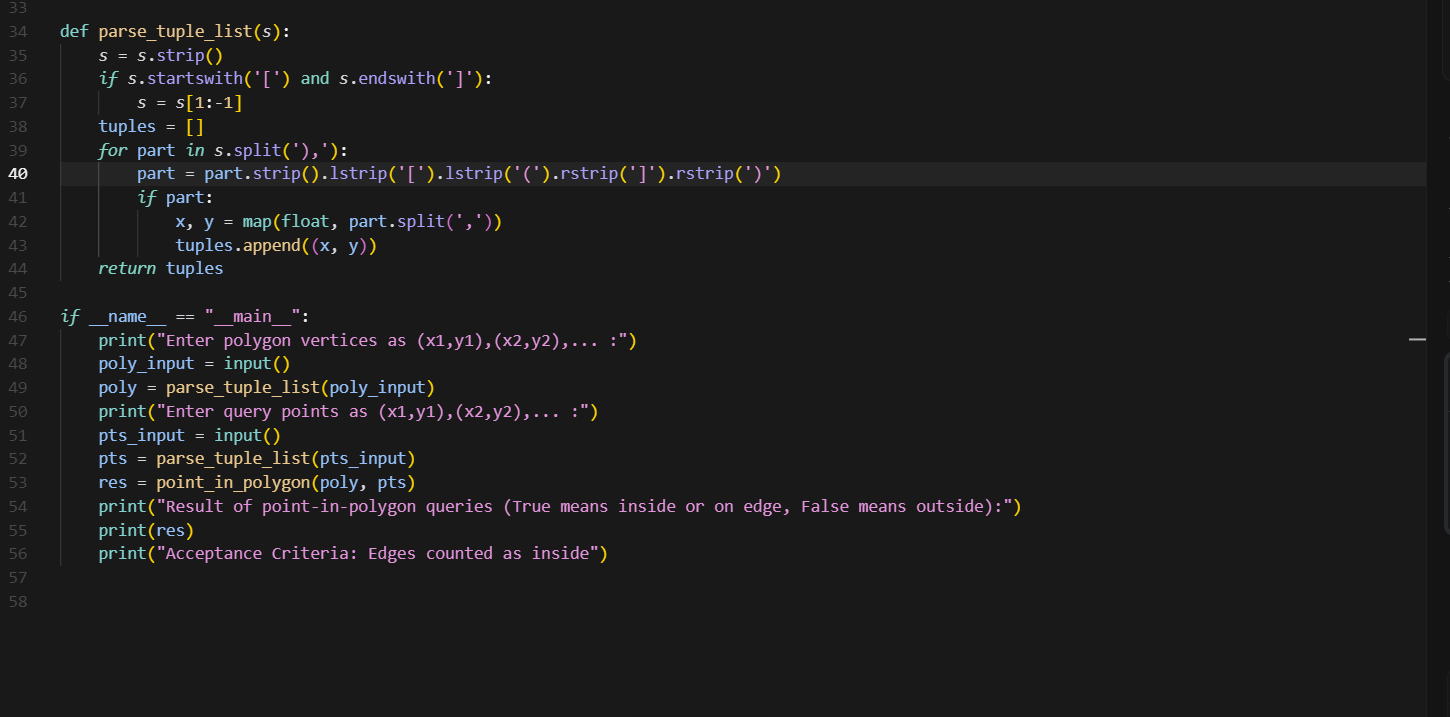 33
34 def parse_tuple_list(s):
35     s = s.strip()
36     if s.startswith('[') and s.endswith(']'):
37         s = s[1:-1]
38     tuples = []
39     for part in s.split('),'):
40         part = part.strip().lstrip('[').lstrip('(').rstrip(']').rstrip(')')
41         if part:
42             x, y = map(float, part.split(','))
43             tuples.append((x, y))
44     return tuples
45
46 if __name__ == "__main__":
47     print("Enter polygon vertices as (x1,y1),(x2,y2),... :")
48     poly_input = input()
49     poly = parse_tuple_list(poly_input)
50     print("Enter query points as (x1,y1),(x2,y2),... :")
51     pts_input = input()
52     pts = parse_tuple_list(pts_input)
53     res = point_in_polygon(poly, pts)
54     print("Result of point-in-polygon queries (True means inside or on edge, False means outside):")
55     print(res)
56     print("Acceptance Criteria: Edges counted as inside")
57
58